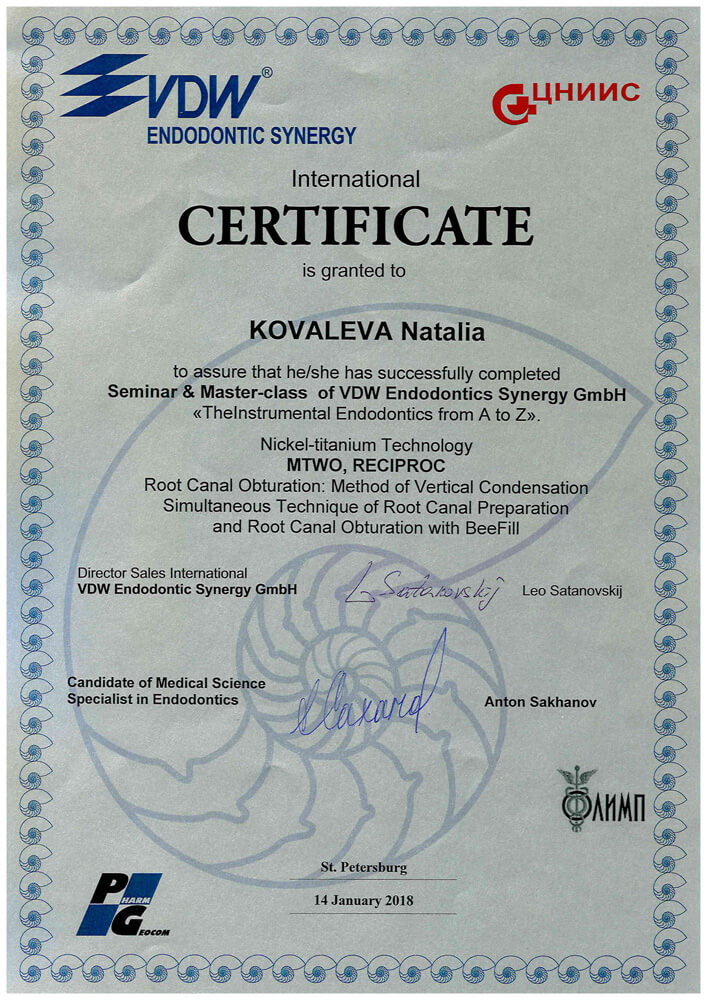 VDW®
ENDODONTIC SYNERGY
ЦНИИС
International
CERTIFICATE
is granted to
KOVALEVA Natalia
to assure that he/she has successfully completed
Seminar & Master-class of VDW Endodontics Synergy GmbH
«TheInstrumental Endodontics from A to Z».
Nickel-titanium Technology
MTWO, RECIPROC
Root Canal Obturation: Method of Vertical Condensation
Simultaneous Technique of Root Canal Preparation
and Root Canal Obturation with BeeFill
Director Sales International
VDW Endodontic Synergy GmbH
L Satanovskij
Leo Satanovskij
Candidate of Medical Science
Specialist in Endodontics
Anton Sakhanov
ОЛИМП
St. Petersburg
14 January 2018
PHARM
GEOCOM